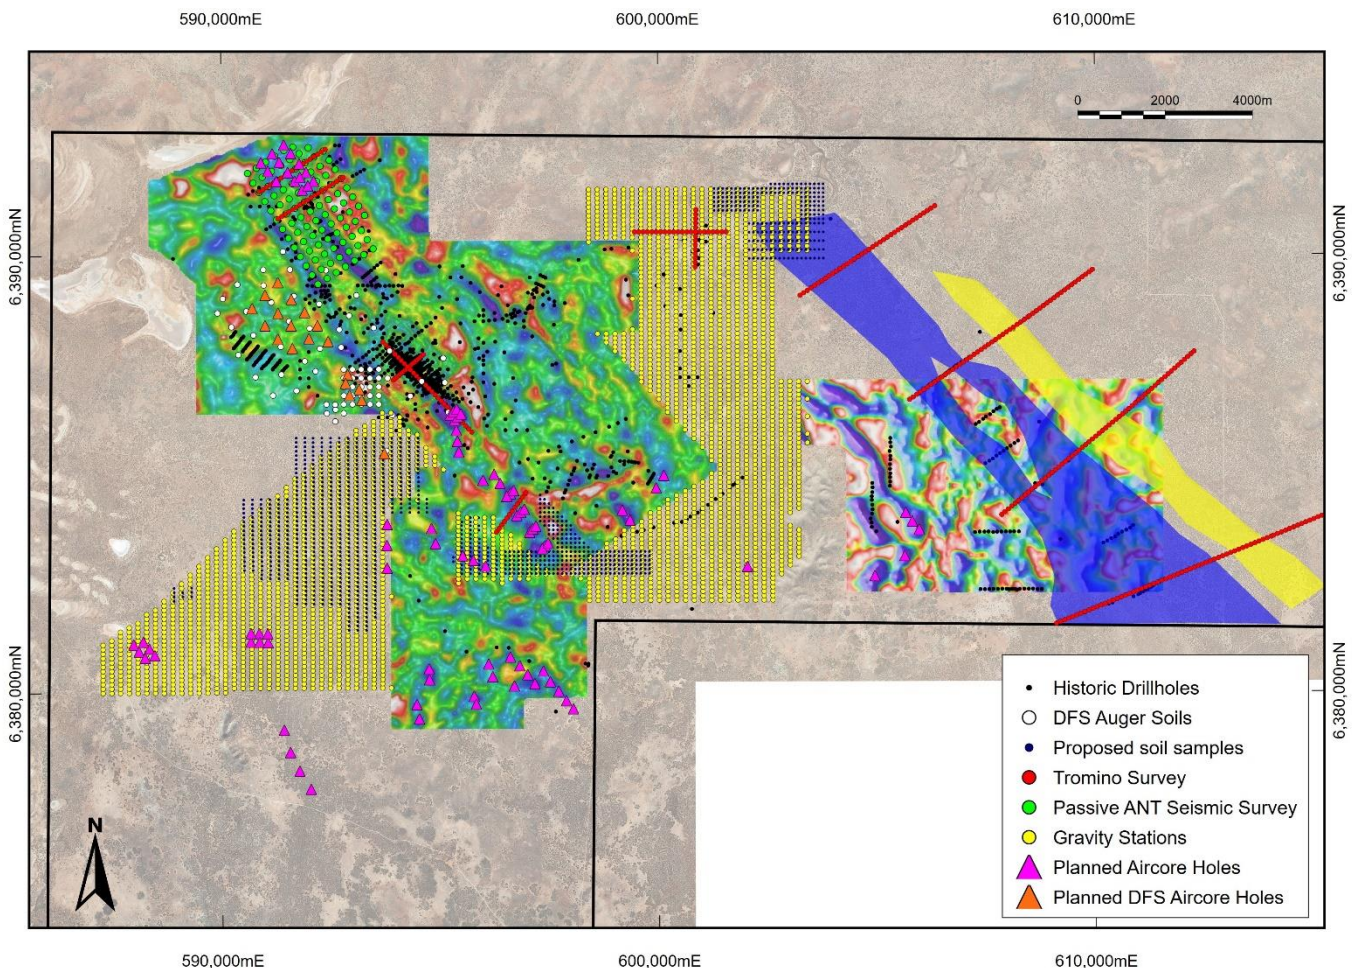 590,000mE
600,000mE
610,000mE
0
2000
4000m
6,390,000mN
6,390,000mN
6,380,000mN
6,380,000mN
Historic Drillholes
DFS Auger Soils
Proposed soil samples
Tromino Survey
Passive ANT Seismic Survey
Gravity Stations
Planned Aircore Holes
Planned DFS Aircore Holes
N
590,000mE
600,000mE
610,000mE